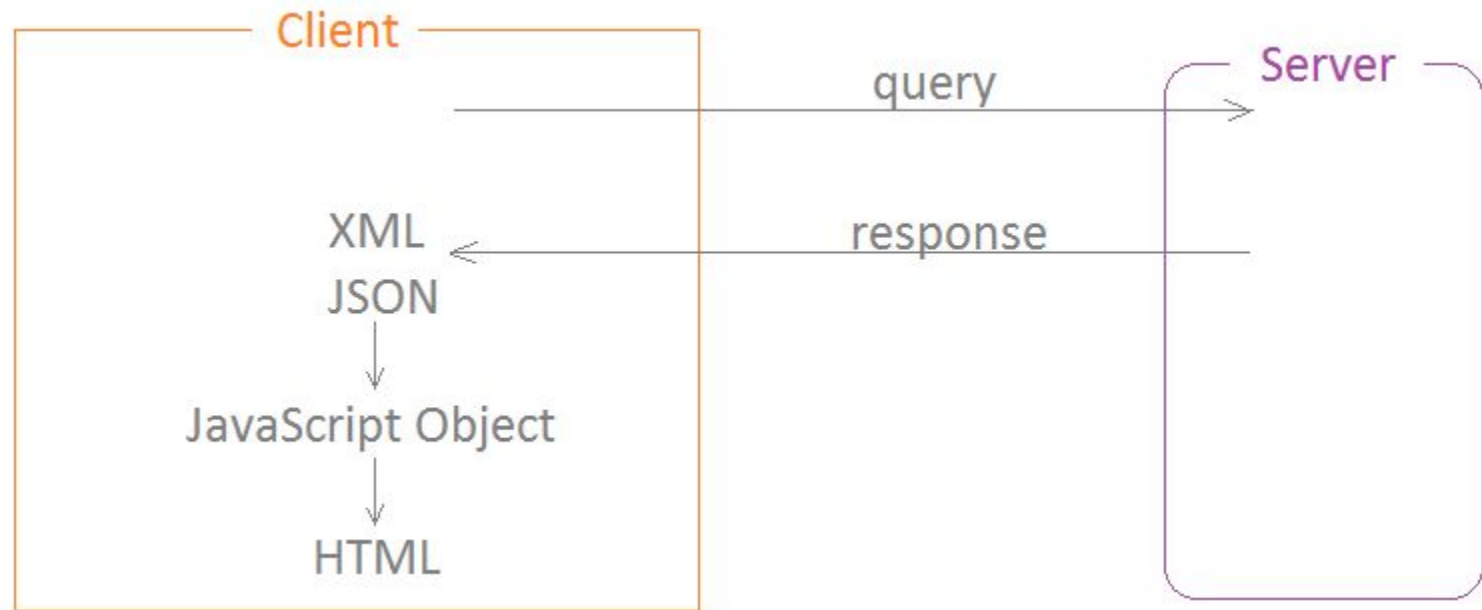 Client
Server
query
XML
response
JSON
JavaScript Object
HTML